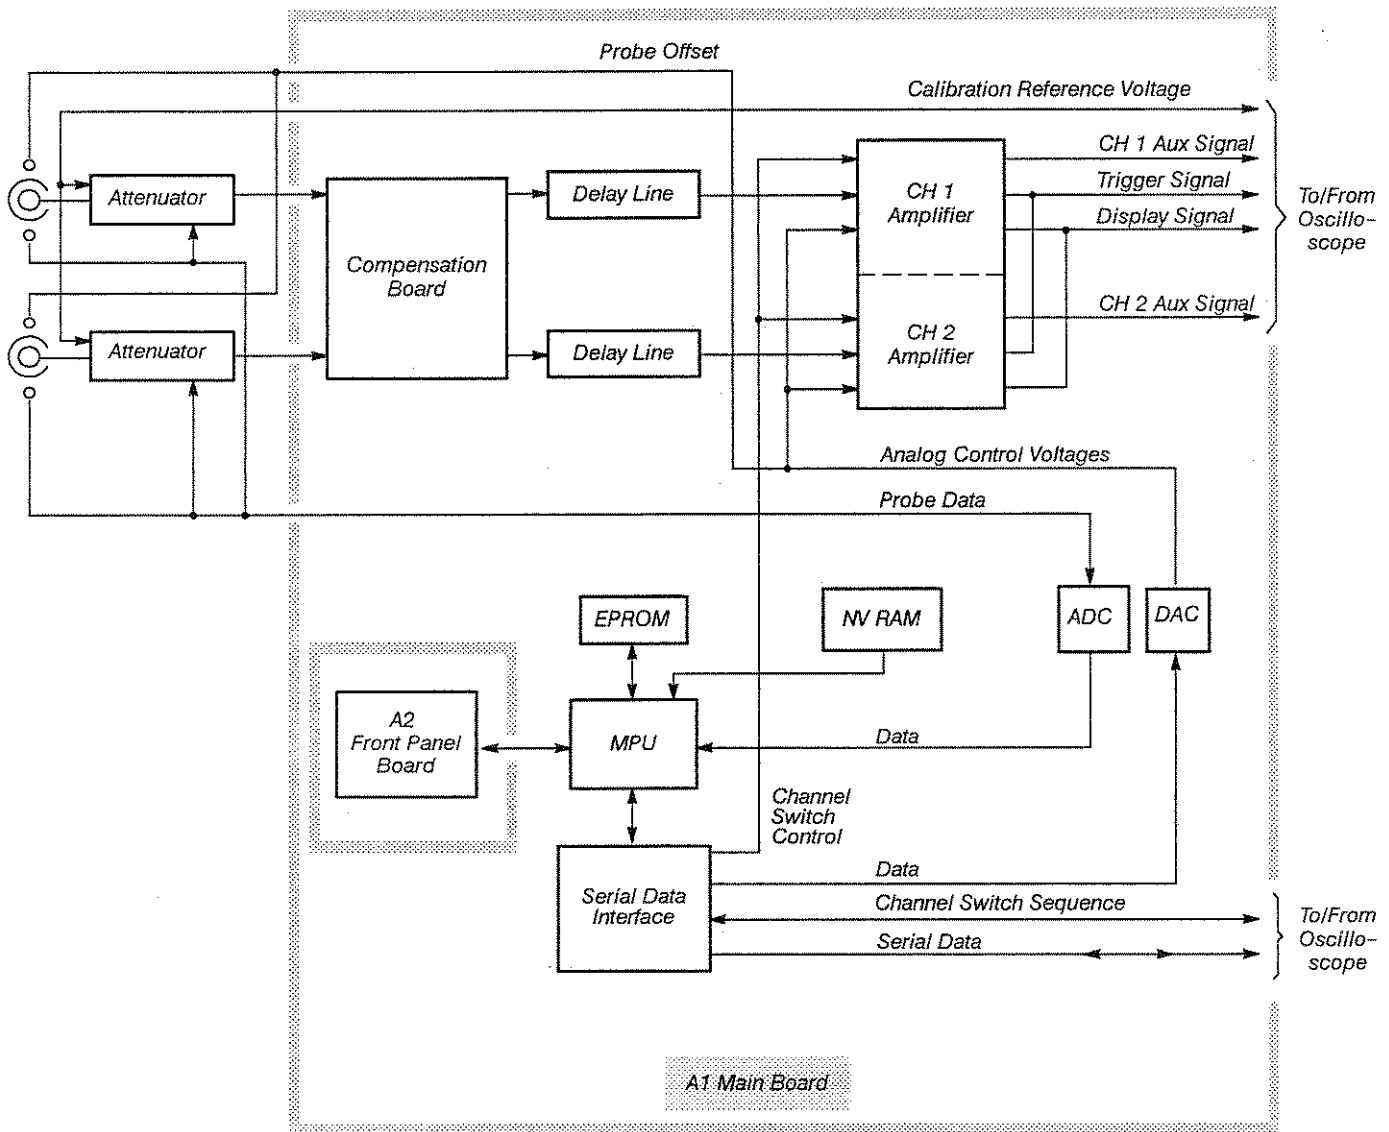 Probe Offset
Calibration Reference Voltage
CH 1 Aux Signal
Trigger Signal
Display Signal
CH 2 Aux Signal
To/From
Oscillo-
scope
Attenuator
Compensation
Board
Delay Line
CH 1
Amplifier
Attenuator
Delay Line
CH 2
Amplifier
Analog Control Voltages
Probe Data
EPROM
NV RAM
ADC
DAC
A2
Front Panel
Board
MPU
Data
Channel
Switch
Control
Serial Data
Interface
Data
Channel Switch Sequence
Serial Data
To/From
Oscillo-
scope
A1 Main Board